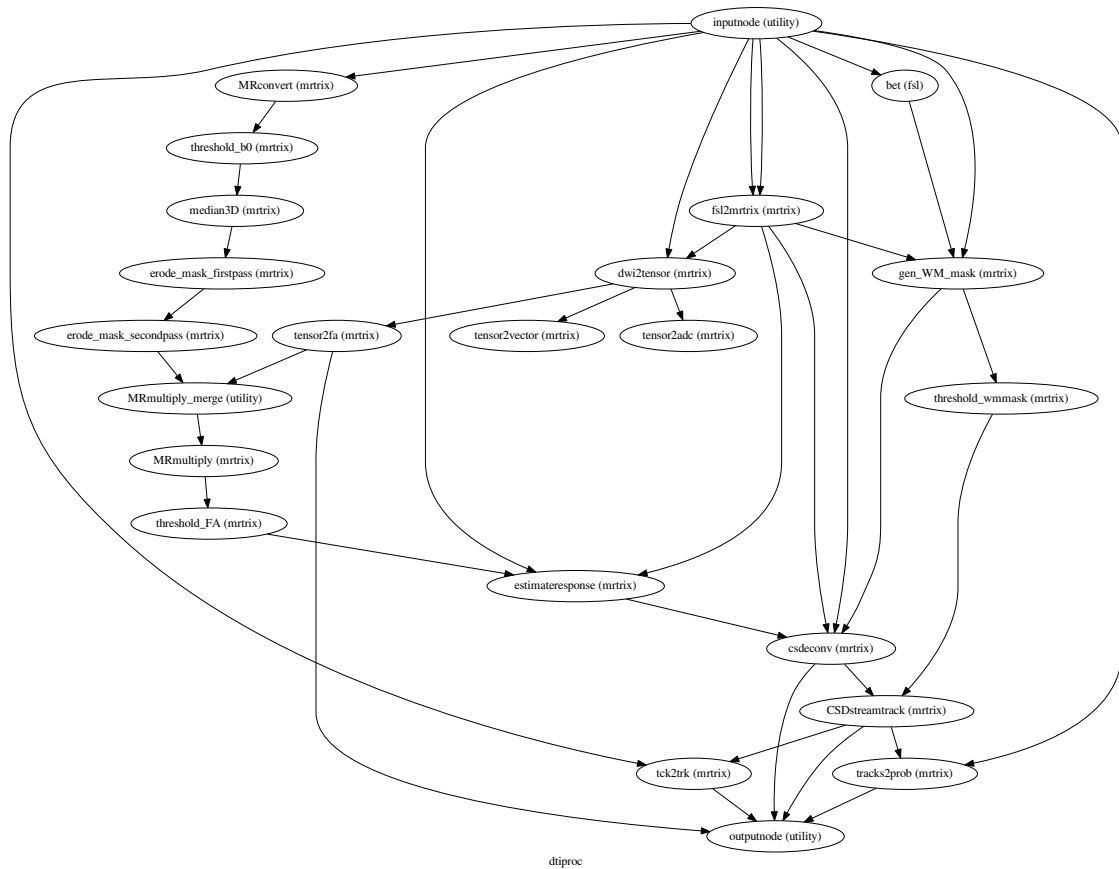 inputnode (utility)
MRconvert (mrtrix)
bet (fsl)
threshold_b0 (mrtrix)
median3D (mrtrix)
fsl2mrtrix (mrtrix)
erode_mask_firstpass (mrtrix)
dwi2tensor (mrtrix)
gen_WM_mask (mrtrix)
erode_mask_secondpass (mrtrix)
tensor2fa (mrtrix)
tensor2vector (mrtrix)
tensor2adc (mrtrix)
MRmultiply_merge (utility)
threshold_wmmask (mrtrix)
MRmultiply (mrtrix)
threshold_FA (mrtrix)
estimateresponse (mrtrix)
csdeconv (mrtrix)
CSDstreamtrack (mrtrix)
tck2trk (mrtrix)
tracks2prob (mrtrix)
outputnode (utility)
dtiproc